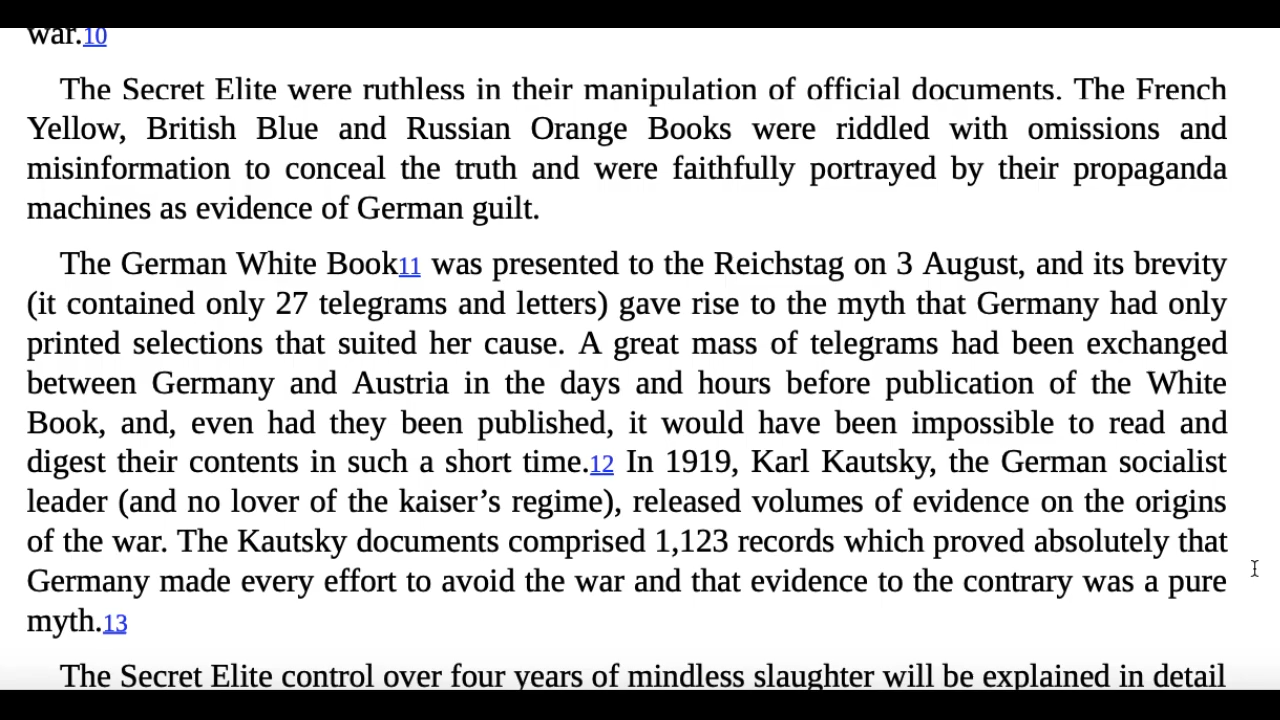 war.10
The Secret Elite were ruthless in their manipulation of official documents. The French
Yellow, British Blue and Russian Orange Books were riddled with omissions and
misinformation to conceal the truth and were faithfully portrayed by their propaganda
machines as evidence of German guilt.
The German White Book11 was presented to the Reichstag on 3 August, and its brevity
(it contained only 27 telegrams and letters) gave rise to the myth that Germany had only
printed selections that suited her cause. A great mass of telegrams had been exchanged
between Germany and Austria in the days and hours before publication of the White
Book, and, even had they been published, it would have been impossible to read and
digest their contents in such a short time.12 In 1919, Karl Kautsky, the German socialist
leader (and no lover of the kaiser’s regime), released volumes of evidence on the origins
of the war. The Kautsky documents comprised 1,123 records which proved absolutely that
Germany made every effort to avoid the war and that evidence to the contrary was a pure
myth.13
The Secret Elite control over four years of mindless slaughter will be explained in detail